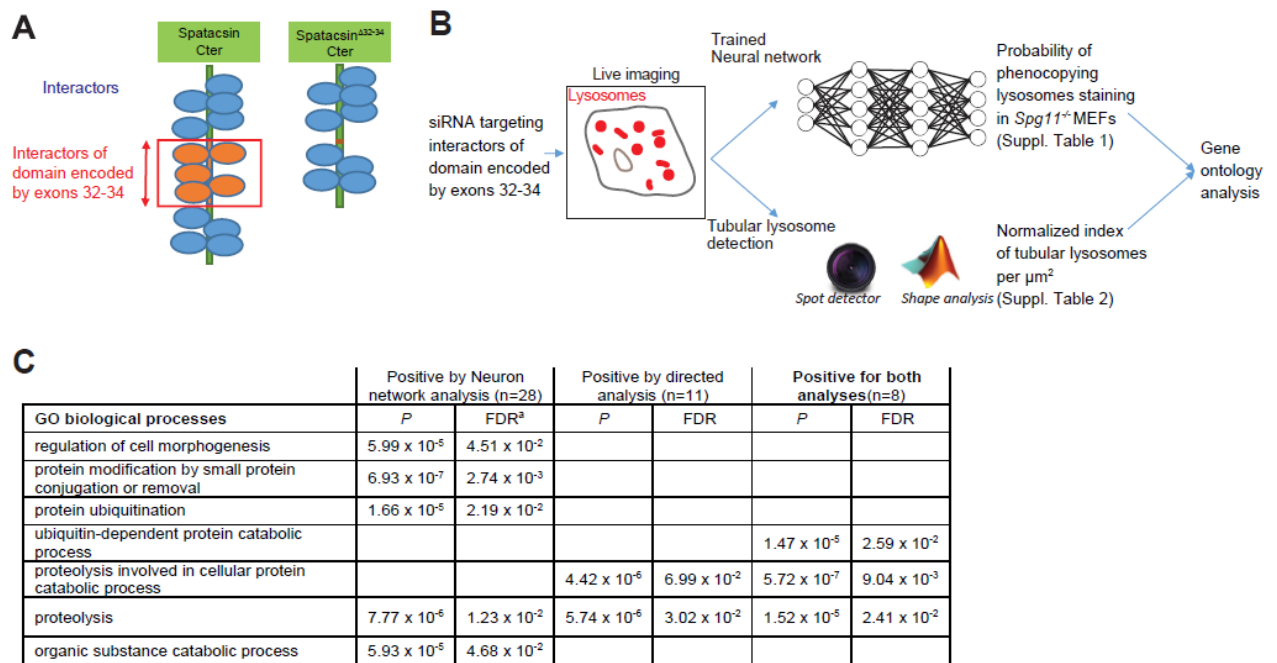 A
Spatacsin
Cter
SpatacsinΔ32-34
Cter
Interactors
Interactors of
domain encoded
by exons 32-34
B
siRNA targeting
interactors of
domain encoded
by exons 32-34
Live imaging
Lysosomes
Trained
Neural network
Tubular lysosome
detection
Spot detector
Shape analysis
Probability of
phenocopying
lysosomes staining
in Spg11-/- MEFs
(Suppl. Table 1)
Normalized index
of tubular lysosomes
per µm2
(Suppl. Table 2)
Gene
ontology
analysis
C
Positive by Neuron
network analysis (n=28)
Positive by directed
analysis (n=11)
Positive for both
analyses(n=8)
GO biological processes P FDRa P FDR P FDR
regulation of cell morphogenesis 5.99 x 10-5 4.51 x 10-2
protein modification by small protein
conjugation or removal 6.93 x 10-7 2.74 x 10-3
protein ubiquitination 1.66 x 10-5 2.19 x 10-2
ubiquitin-dependent protein catabolic
process 1.47 x 10-5 2.59 x 10-2
proteolysis involved in cellular protein
catabolic process 4.42 x 10-6 6.99 x 10-2 5.72 x 10-7 9.04 x 10-3
proteolysis 7.77 x 10-6 1.23 x 10-2 5.74 x 10-6 3.02 x 10-2 1.52 x 10-5 2.41 x 10-2
organic substance catabolic process 5.93 x 10-5 4.68 x 10-2